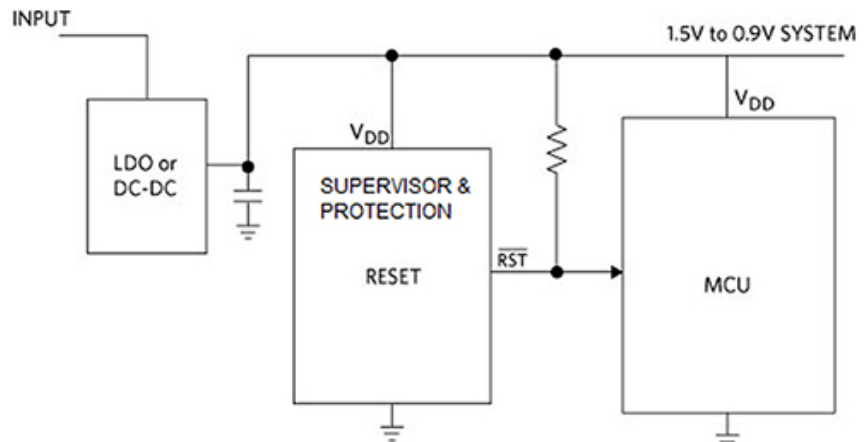 INPUT
1.5V to 0.9V SYSTEM
LDO or
DC-DC
VDD
SUPERVISOR &
PROTECTION
RESET
RST
VDD
MCU